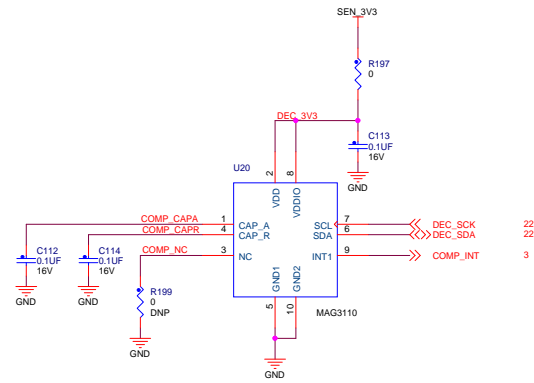 SEN_3V3
R197
0
DEC_3V3
C113
0.1UF
16V
GND
U20
2
8
VDD
VDDIO
COMP_CAPA
1
CAP_A
COMP_CAPR
4
CAP_R
COMP_NC
3
NC
SCL
7
DEC_SCK
22
SDA
6
DEC_SDA
22
INT1
9
COMP_INT
3
C112
0.1UF
16V
GND
C114
0.1UF
16V
GND
R199
0
DNP
GND
GND1
GND2
5
10
MAG3110
GND